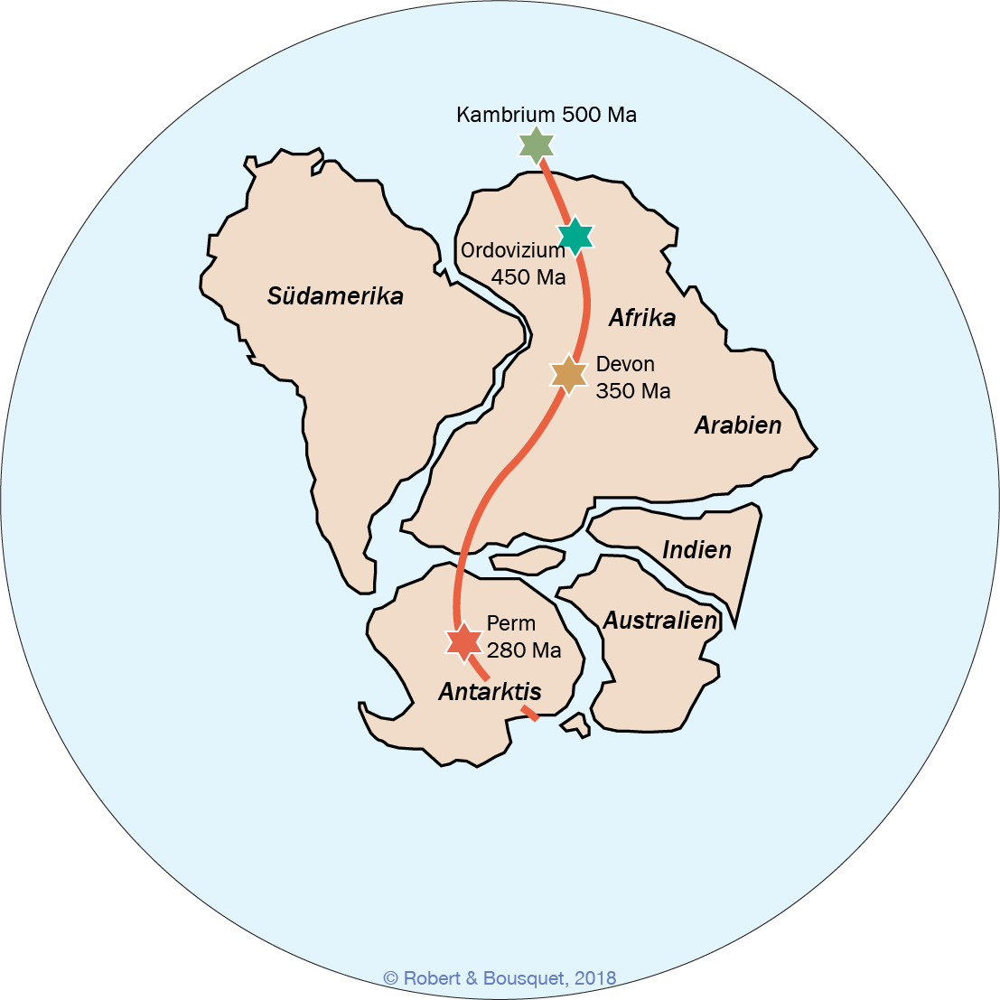 Kambrium 500 Ma
Ordovizium
450 Ma
Südamerika
Afrika
Devon
350 Ma
Arabien
Indien
Australien
Perm
280 Ma
Antarktis
© Robert & Bousquet, 2018